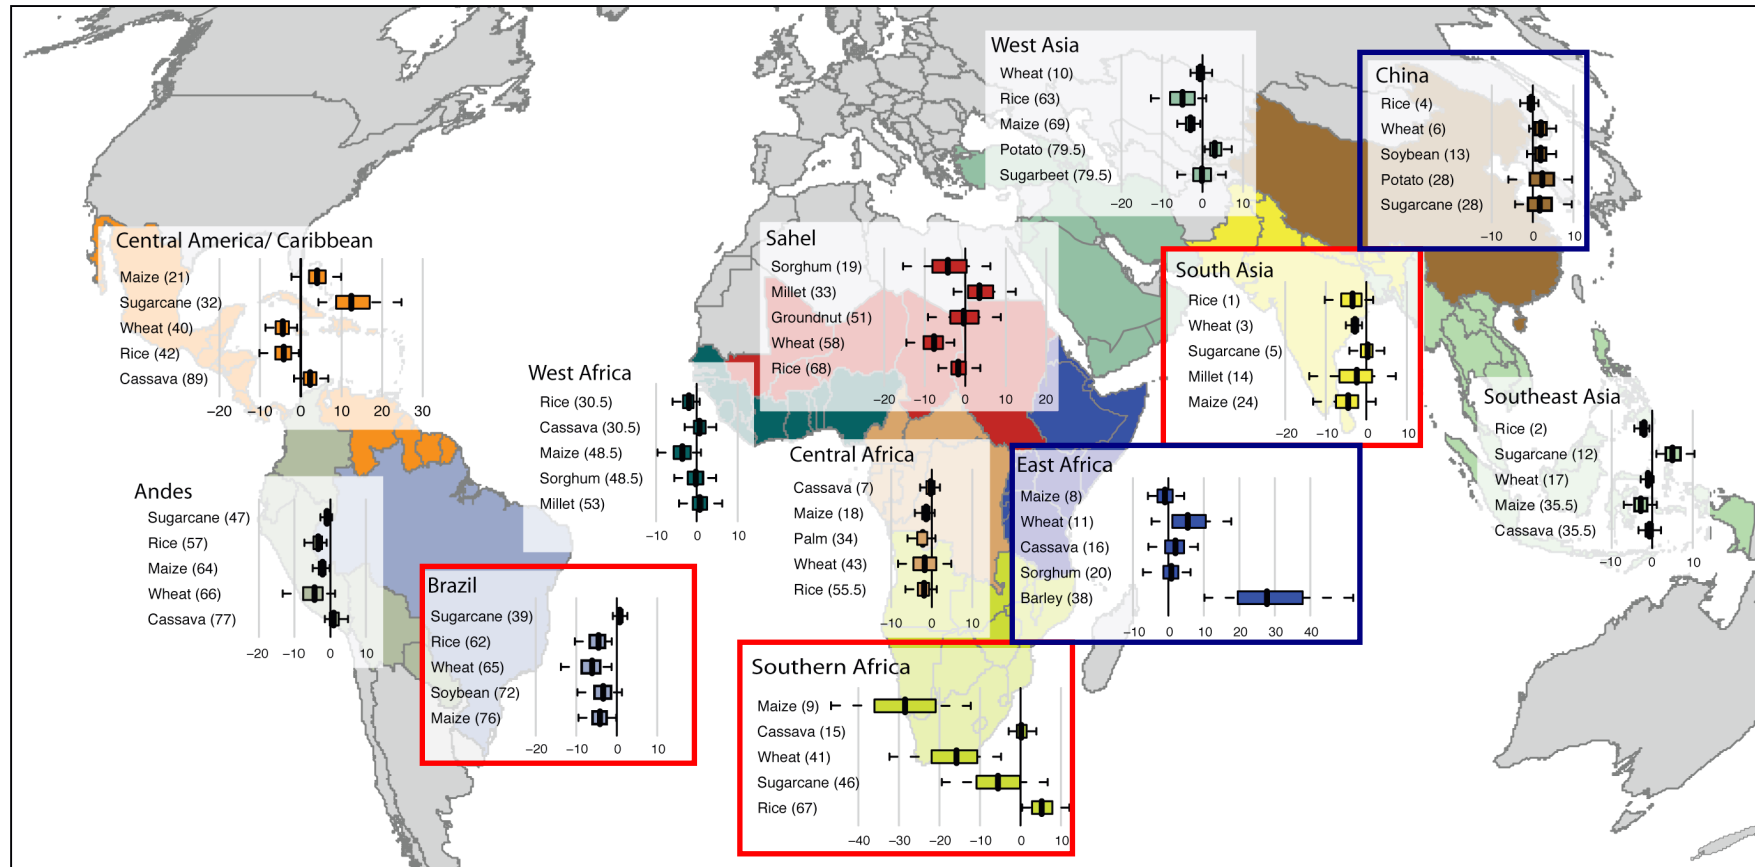 West Asia
Wheat (10)
Rice (63)
Maize (69)
Potato (79.5)
Sugarbeet (79.5)
−20 −10 0 10
China
Rice (4)
Wheat (6)
Soybean (13)
Potato (28)
Sugarcane (28)
−10 0 10
Central America/ Caribbean
Maize (21)
Sugarcane (32)
Wheat (40)
Rice (42)
Cassava (89)
−20 −10 0 10 20 30
Sahel
Sorghum (19)
Millet (33)
Groundnut (51)
Wheat (58)
Rice (68)
−20 −10 0 10 20
South Asia
Rice (1)
Wheat (3)
Sugarcane (5)
Millet (14)
Maize (24)
−20 −10 0 10
West Africa
Rice (30.5)
Cassava (30.5)
Maize (48.5)
Sorghum (48.5)
Millet (53)
−10 0 10
Southeast Asia
Rice (2)
Sugarcane (12)
Wheat (17)
Maize (35.5)
Cassava (35.5)
−10 0 10
Central Africa
Cassava (7)
Maize (18)
Palm (34)
Wheat (43)
Rice (55.5)
−10 0 10
East Africa
Maize (8)
Wheat (11)
Cassava (16)
Sorghum (20)
Barley (38)
−10 0 10 20 30 40
Andes
Sugarcane (47)
Rice (57)
Maize (64)
Wheat (66)
Cassava (77)
−20 −10 0 10
Brazil
Sugarcane (39)
Rice (62)
Wheat (65)
Soybean (72)
Maize (76)
−20 −10 0 10
Southern Africa
Maize (9)
Cassava (15)
Wheat (41)
Sugarcane (46)
Rice (67)
−40 −30 −20 −10 0 10